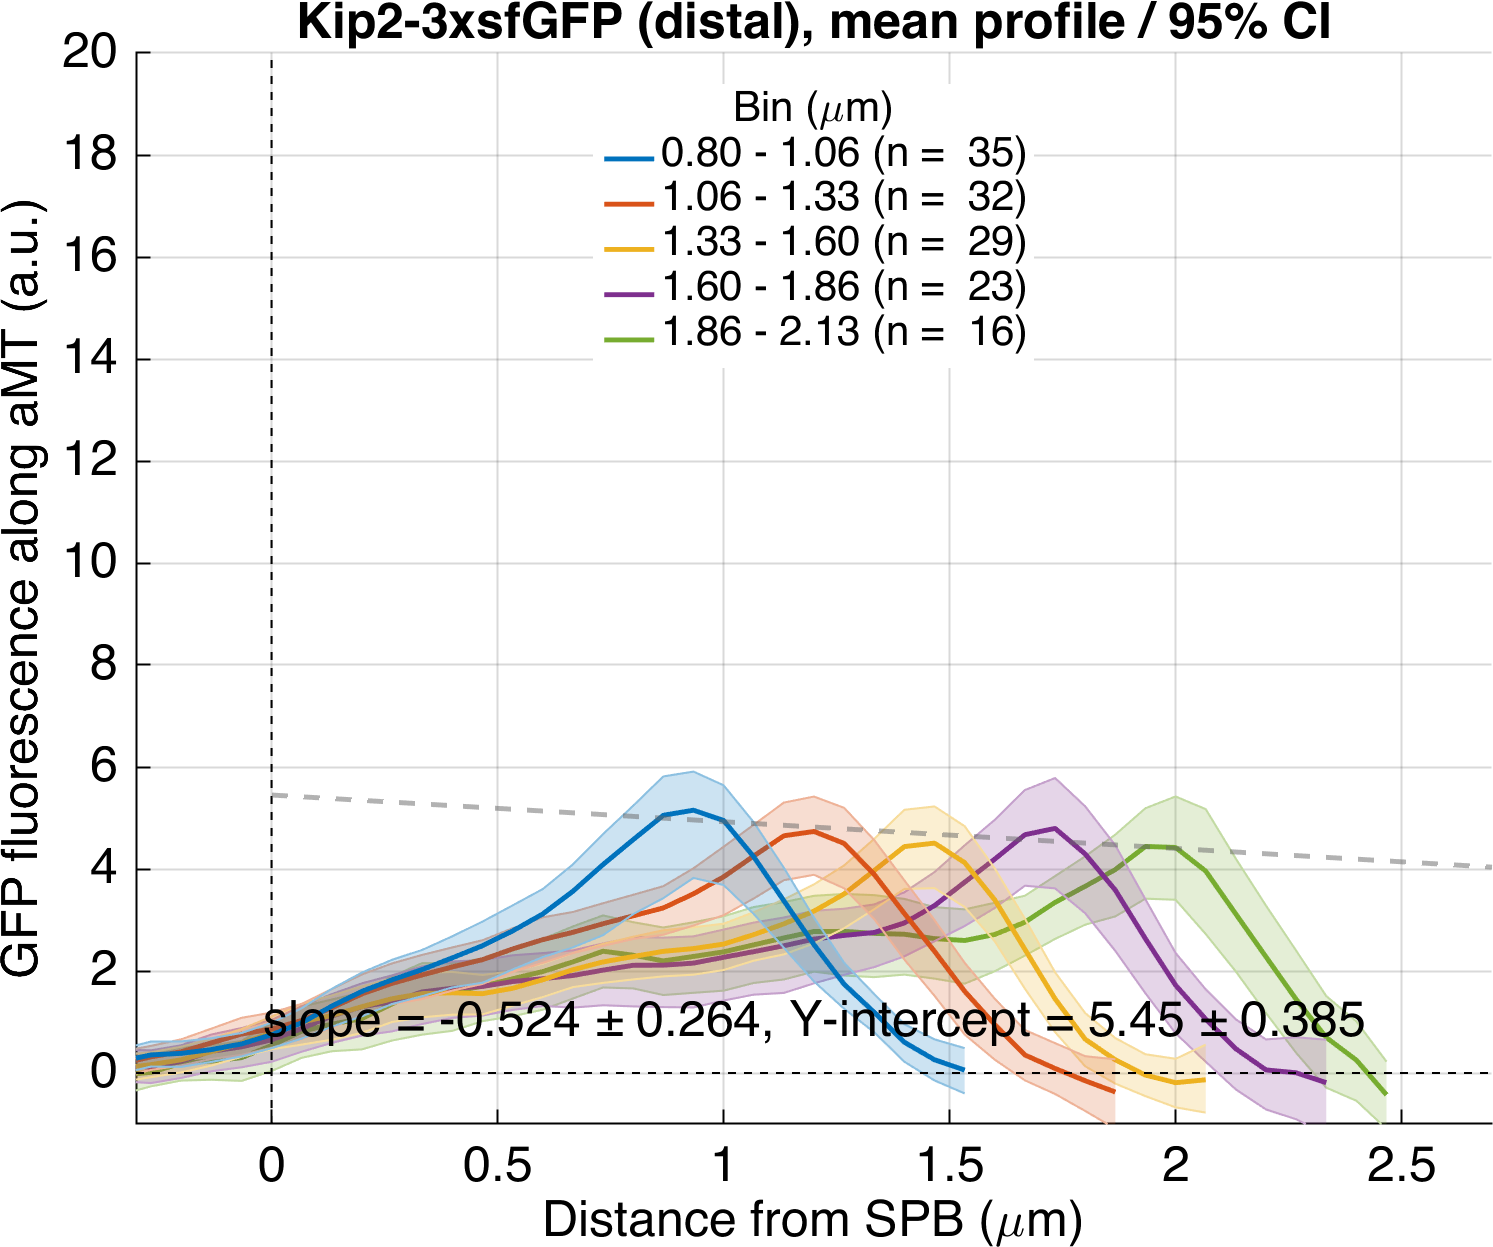 Kip2-3xsfGFP (distal), mean profile / 95% CI
GFP fluorescence along aMT (a.u.)
20
18
16
14
12
10
8
6
4
2
0
Bin (μm)
0.80 - 1.06 (n = 35)
1.06 - 1.33 (n = 32)
1.33 - 1.60 (n = 29)
1.60 - 1.86 (n = 23)
1.86 - 2.13 (n = 16)
slope = -0.524 ± 0.264, Y-intercept = 5.45 ± 0.385
0 0.5 1 1.5 2 2.5
Distance from SPB (μm)